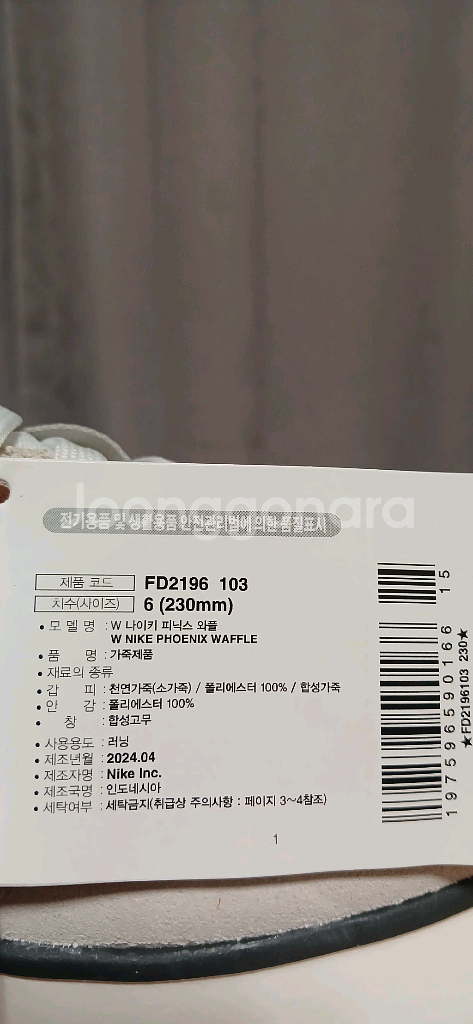 Joonggonara
전기용품 및 생활용품 안전관리법에 의한 품질표시
제품 코드 FD2196 103
치수(사이즈) 6 (230mm)
• 모 델 명 : W 나이키 피닉스 와플
W NIKE PHOENIX WAFFLE
• 품 명 : 가죽제품
• 재료의 종류
• 갑 피 : 천연가죽(소가죽) / 폴리에스터 100% / 합성가죽
• 안 감 : 폴리에스터 100%
• 창 : 합성고무
• 사용용도 : 러닝
• 제조년월 : 2024.04
• 제조자명 : Nike Inc.
• 제조국명 : 인도네시아
• 세탁여부 : 세탁금지(취급상 주의사항 : 페이지 3~4참조)
1
197596590166
15
★FD2196103 230★